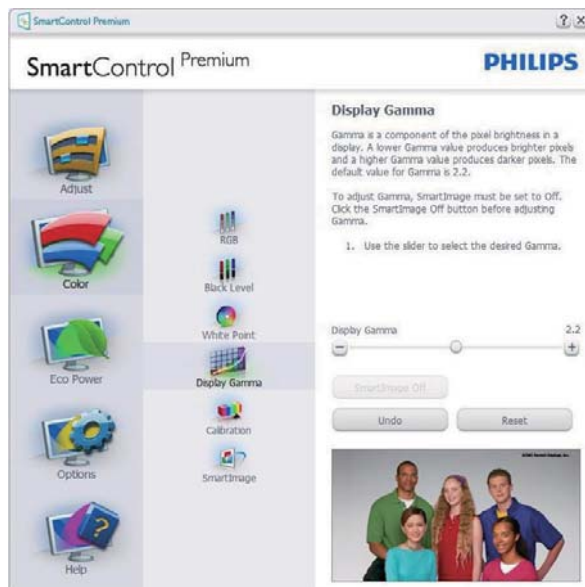 SmartControl Premium
SmartControl Premium
PHILIPS
Adjust
Color
Eco Power
Options
Help
RGB
Black Level
White Point
Display Gamma
Calibration
SmartImage
Display Gamma
Gamma is a component of the pixel brightness in a
display. A lower Gamma value produces brighter pixels
and a higher Gamma value produces darker pixels. The
default value for Gamma is 2.2.
To adjust Gamma, SmartImage must be set to Off.
Click the SmartImage Off button before adjusting
Gamma.
1. Use the slider to select the desired Gamma.
Display Gamma 2.2
SmartImage Off
Undo Reset